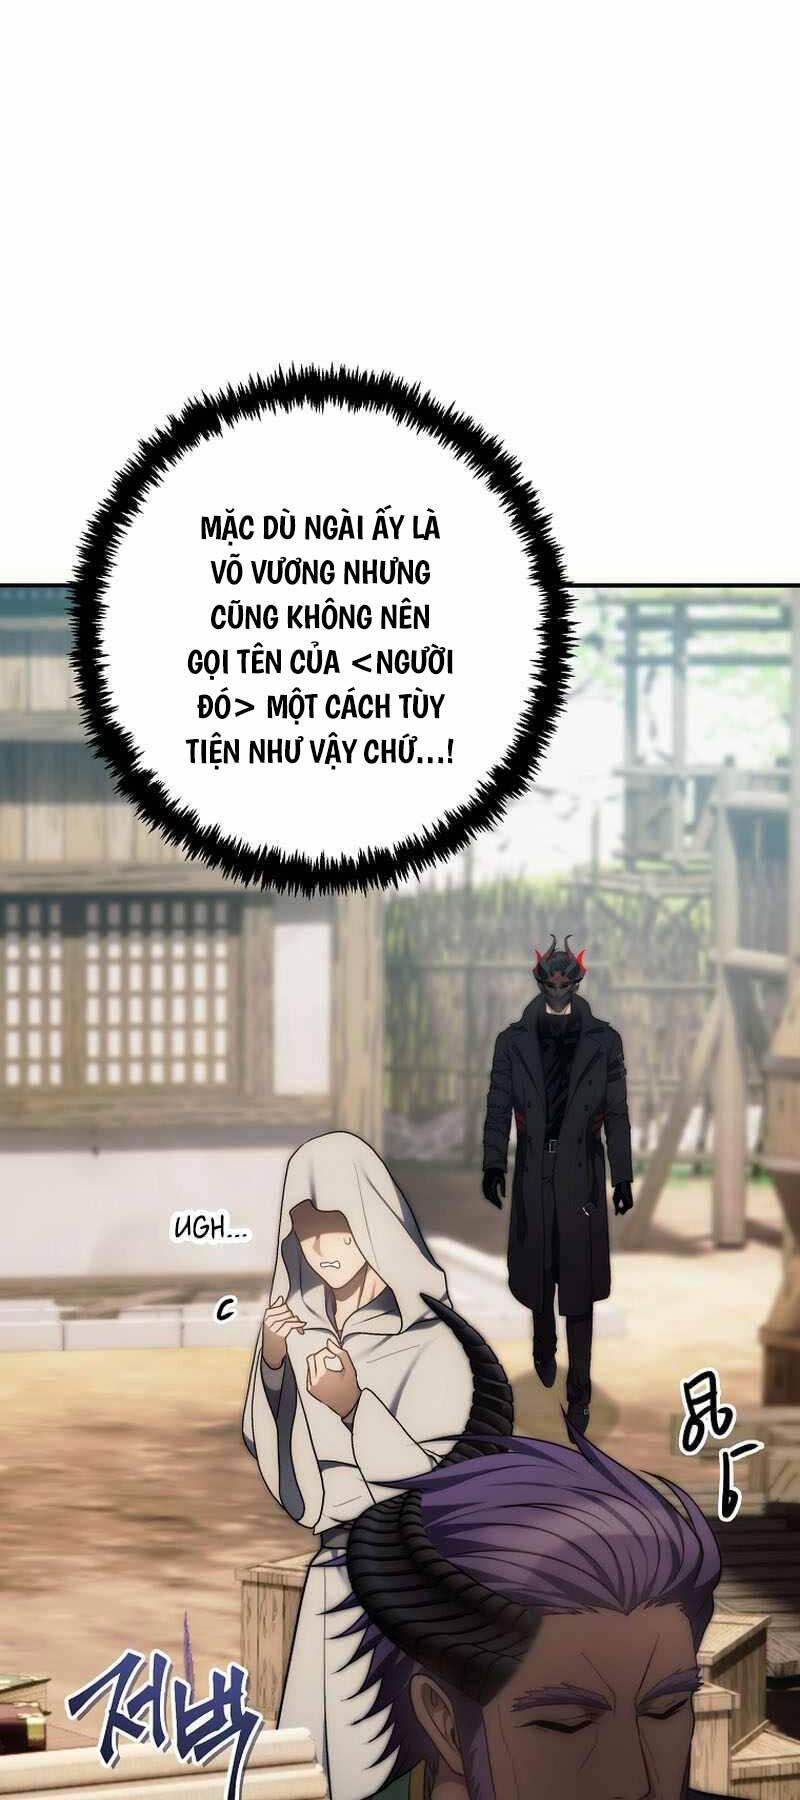 MẶC DÙ NGÀI ẤY LÀ
VÕ VƯƠNG NHƯNG
CŨNG KHÔNG NÊN
GỌI TÊN CỦA <NGƯỜI
ĐÓ> MỘT CÁCH TÙY
TIỆN NHƯ VẬY CHỨ...!
UGH...
저벅